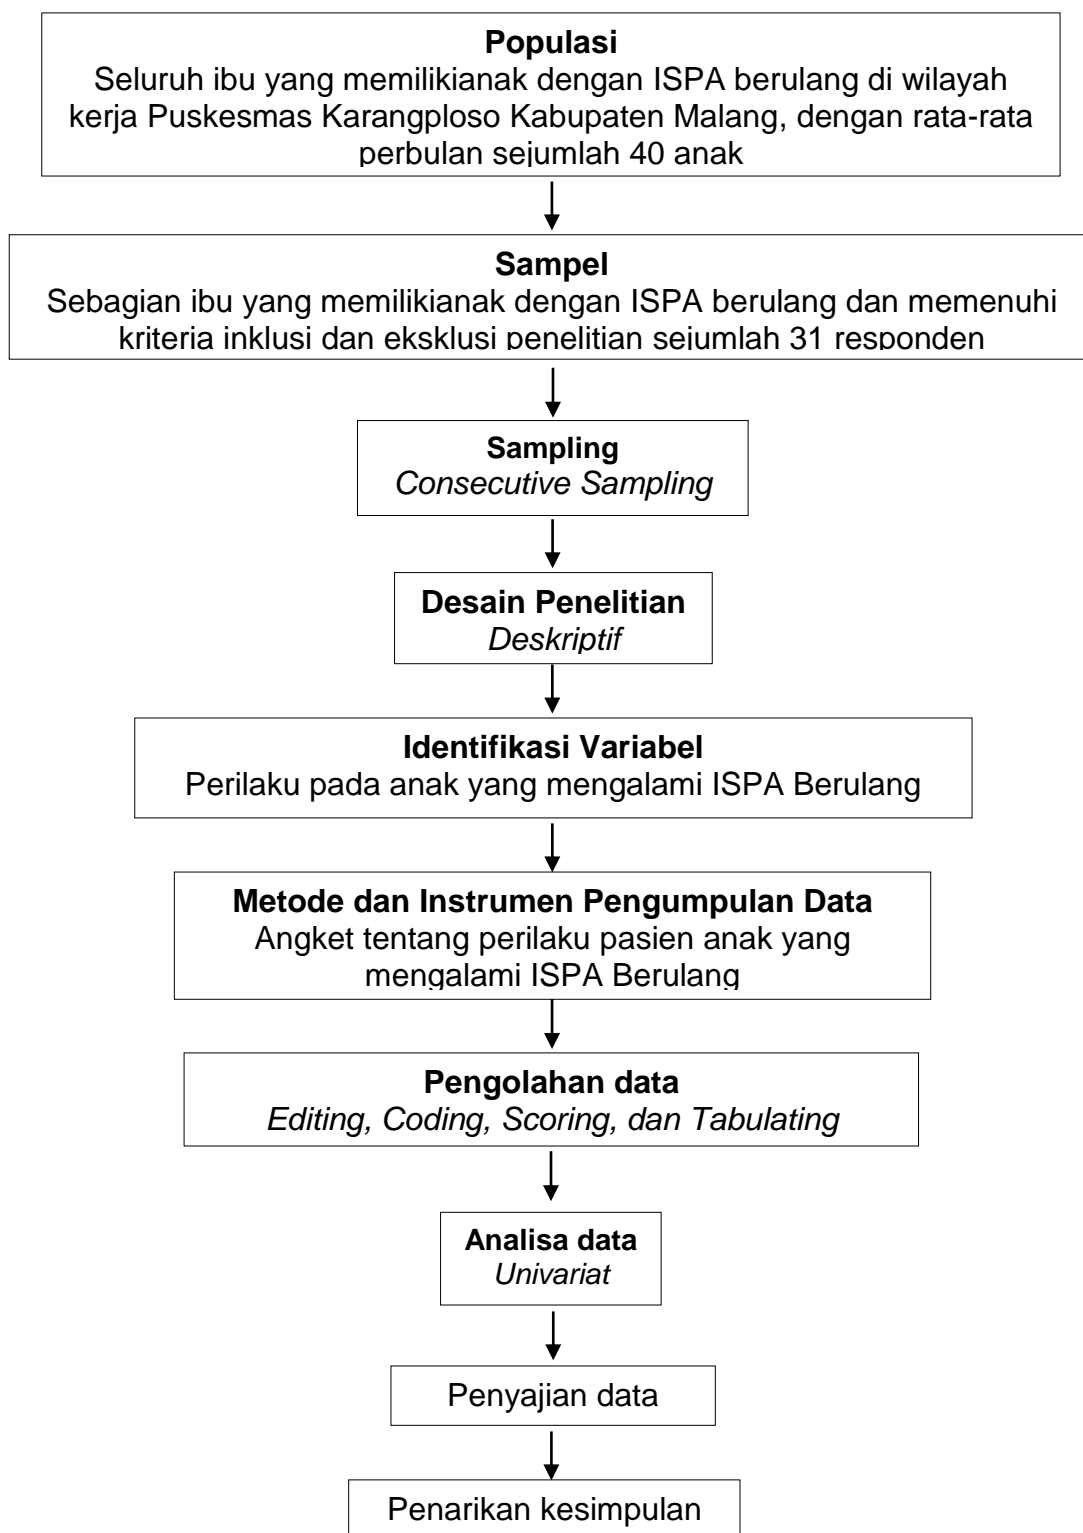 Populasi
Seluruh ibu yang memilikianak dengan ISPA berulang di wilayah
kerja Puskesmas Karangploso Kabupaten Malang, dengan rata-rata
perbulan sejumlah 40 anak
Sampel
Sebagian ibu yang memilikianak dengan ISPA berulang dan memenuhi
kriteria inklusi dan eksklusi penelitian sejumlah 31 responden
Sampling
Consecutive Sampling
Desain Penelitian
Deskriptif
Identifikasi Variabel
Perilaku pada anak yang mengalami ISPA Berulang
Metode dan Instrumen Pengumpulan Data
Angket tentang perilaku pasien anak yang
mengalami ISPA Berulang
Pengolahan data
Editing, Coding, Scoring, dan Tabulating
Analisa data
Univariat
Penyajian data
Penarikan kesimpulan